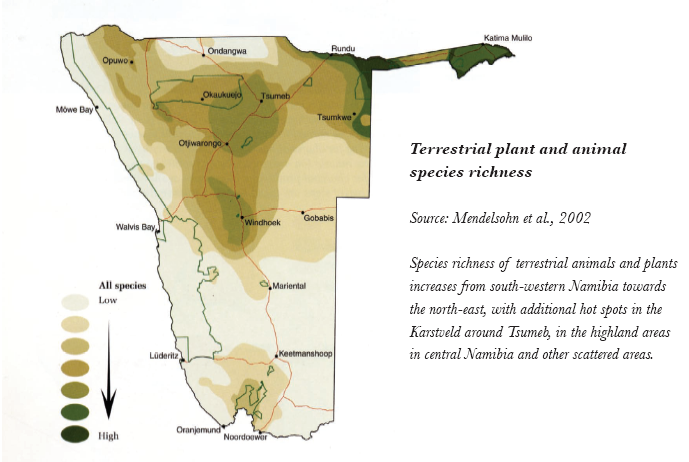 Katima Mulilo
Rundu
Ondangwa
Opuwo
Okaukuejo
Tsumeb
Möwe Bay
Tsumkwe
Otjiwarongo
Terrestrial plant and animal
species richness
Source: Mendelsohn et al., 2002
Windhoek
Gobabis
Walvis Bay
Species richness of terrestrial animals and plants
increases from south-western Namibia towards
the north-east, with additional hot spots in the
Karstveld around Tsumeb, in the highland areas
in central Namibia and other scattered areas.
Mariental
All species
Low
High
Lüderitz
Keetmanshoop
Oranjemund
Noordoewer